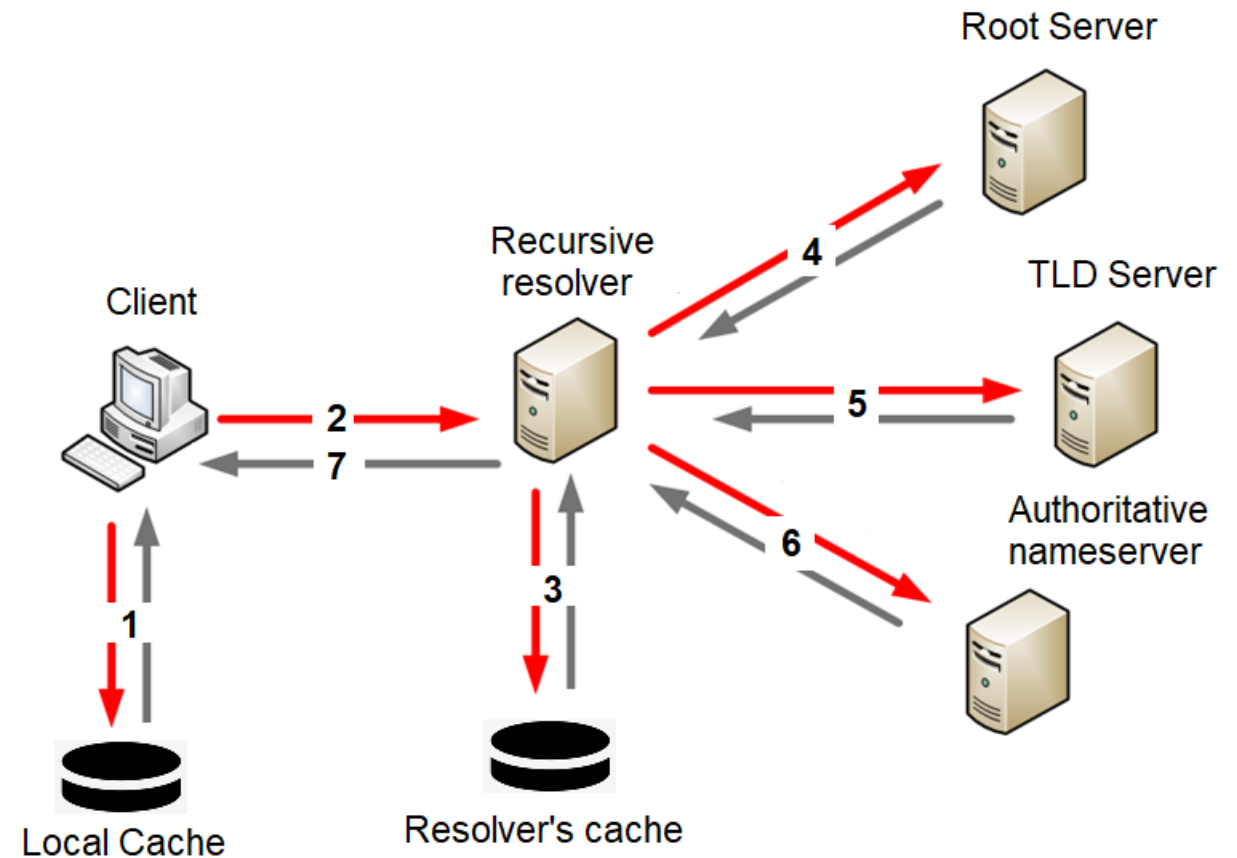 Root Server
4
Recursive
resolver
TLD Server
Client
5
2
7
Authoritative
nameserver
6
3
1
Resolver's cache
Local Cache